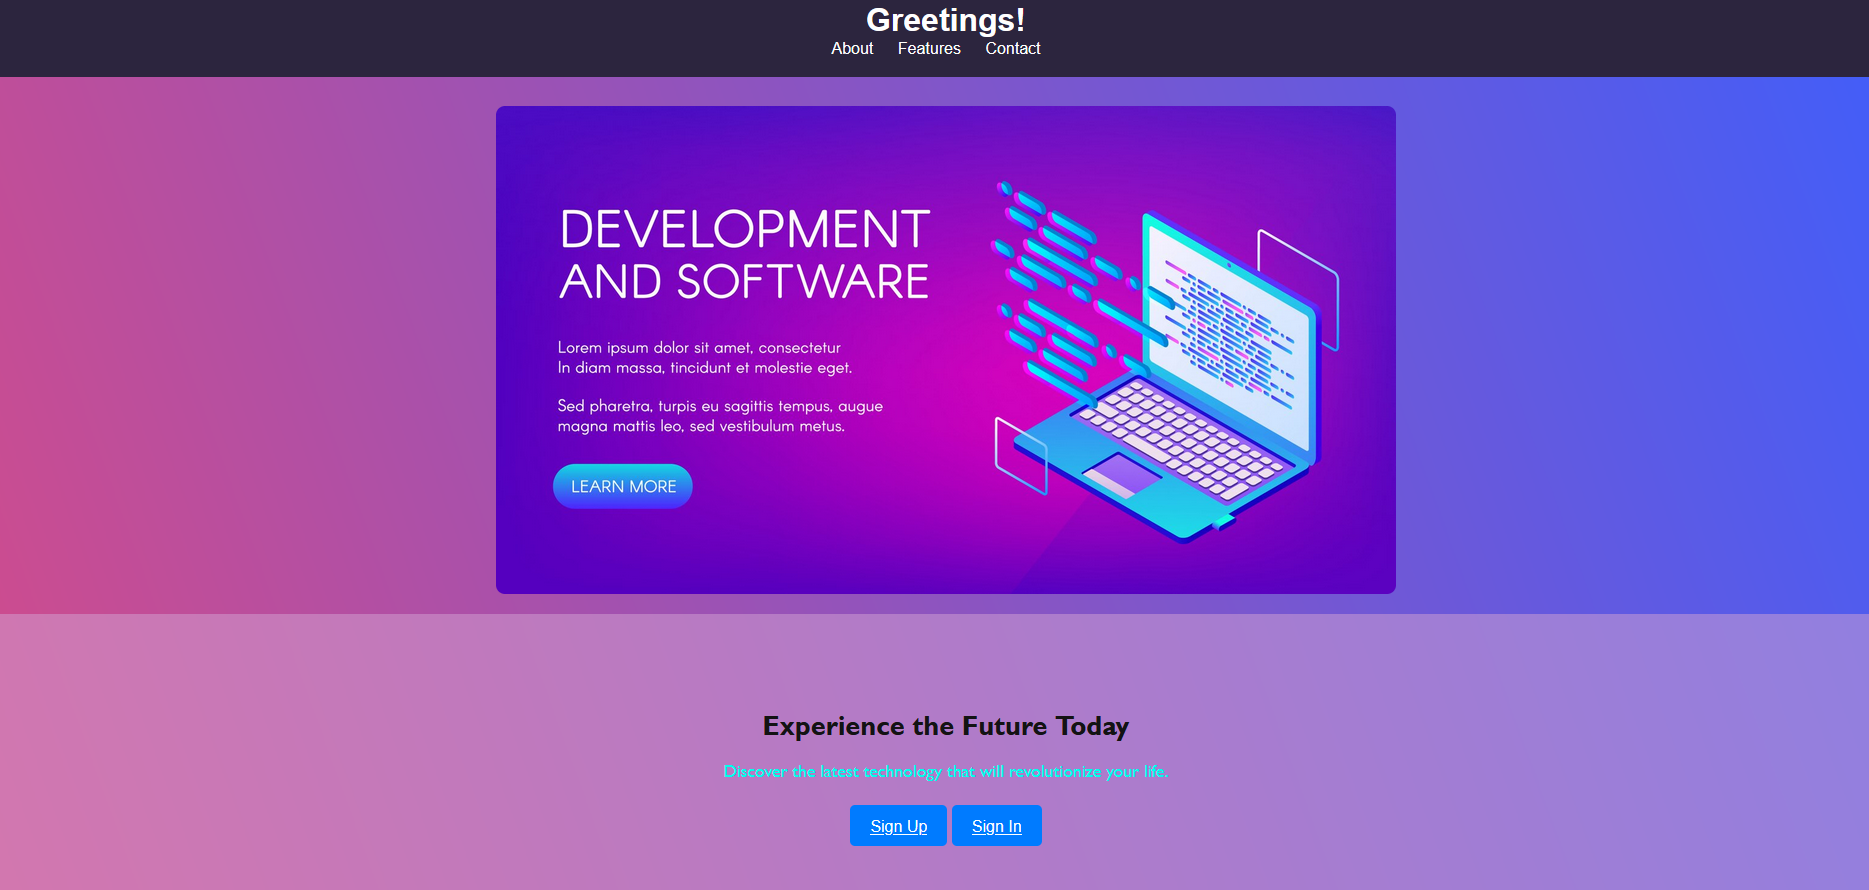 Greetings!
About Features Contact
DEVELOPMENT
AND SOFTWARE
Lorem ipsum dolor sit amet, consectetur
In diam massa, tincidunt et molestie eget.
Sed pharetra, turpis eu sagittis tempus, augue
magna mattis leo, sed vestibulum metus.
LEARN MORE
Experience the Future Today
Discover the latest technology that will revolutionize your life.
Sign Up Sign In